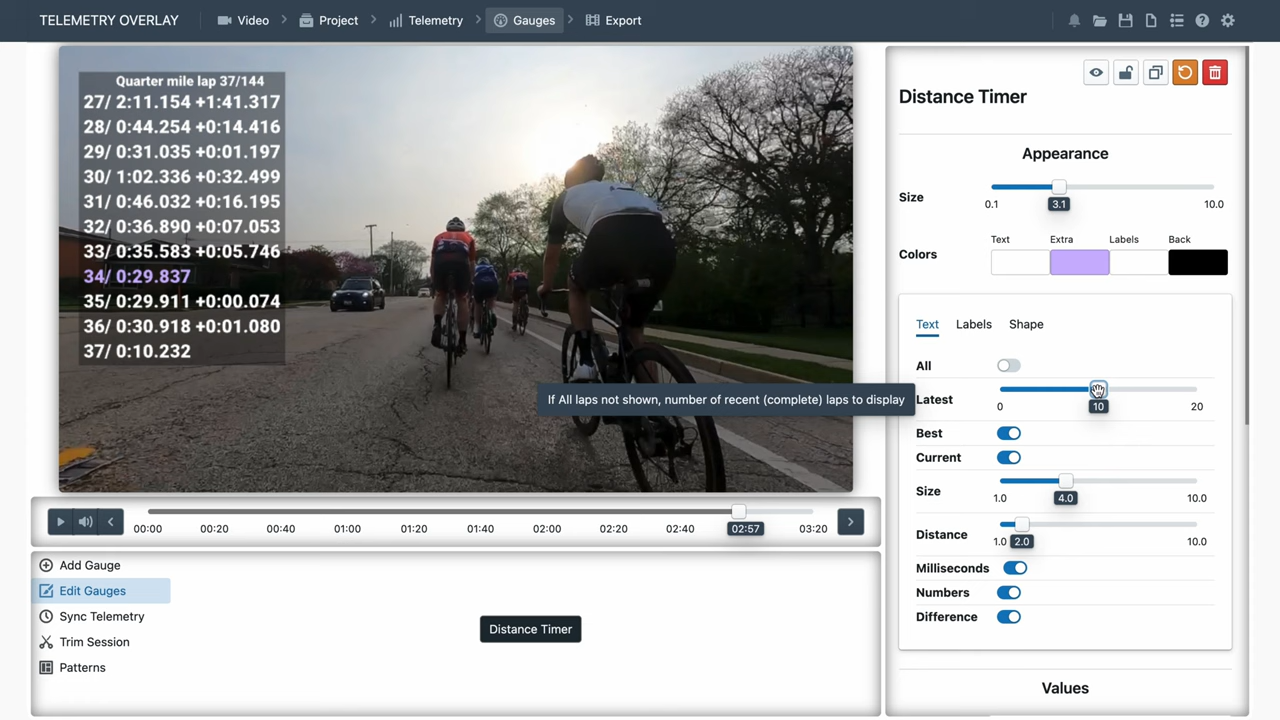 TELEMETRY OVERLAY
Video
Project
Telemetry
Gauges
Export
Quarter mile lap 37/144
27/ 2:11.154 +1:41.317
28/ 0:44.254 +0:14.416
29/ 0:31.035 +0:01.197
30/ 1:02.336 +0:32.499
31/ 0:46.032 +0:16.195
32/ 0:36.890 +0:07.053
33/ 0:35.583 +0:05.746
34/ 0:29.837
35/ 0:29.911 +0:00.074
36/ 0:30.918 +0:01.080
37/ 0:10.232
If All laps not shown, number of recent (complete) laps to display
00:00
00:20
00:40
01:00
01:20
01:40
02:00
02:20
02:40
02:57
03:20
Add Gauge
Edit Gauges
Sync Telemetry
Trim Session
Patterns
Distance Timer
Distance Timer
Appearance
Size
0.1
3.1
10.0
Colors
Text
Extra
Labels
Back
Text
Labels
Shape
All
Latest
0
10
20
Best
Current
Size
1.0
4.0
10.0
Distance
1.0
2.0
10.0
Milliseconds
Numbers
Difference
Values